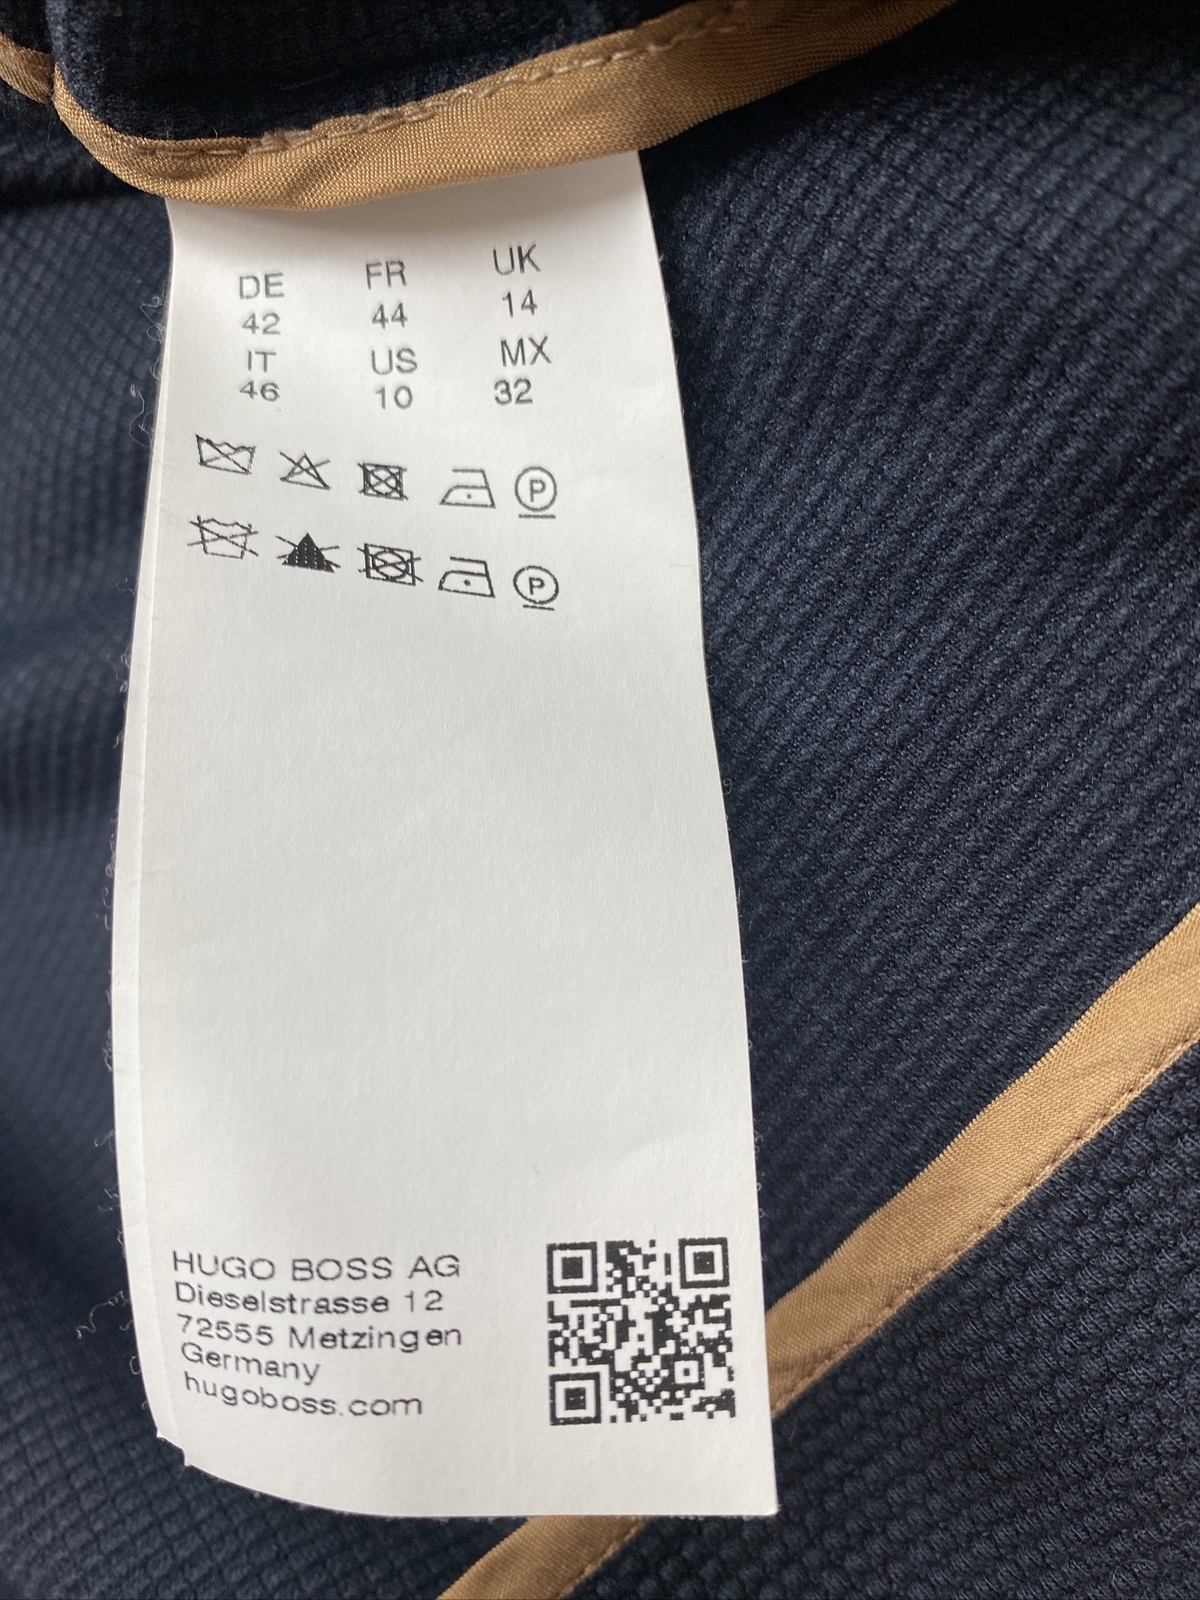 DE FR UK
42 44 14
IT US MX
46 10 32
P
P
HUGO BOSS AG
Dieselstrasse 12
72555 Metzingen
Germany
hugoboss.com